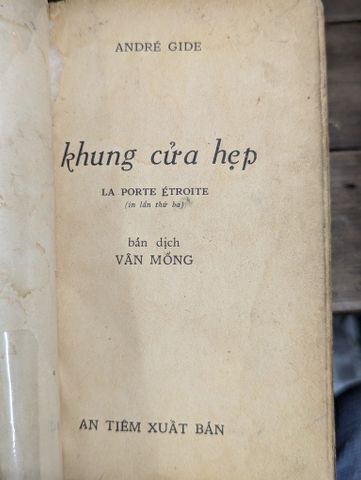 ANDRÉ GIDE
khung cửa hẹp
LA PORTE ÉTROITE
(in lần thứ ba)
bản dịch
VÂN MỒNG
AN TIÊM XUẤT BẢN